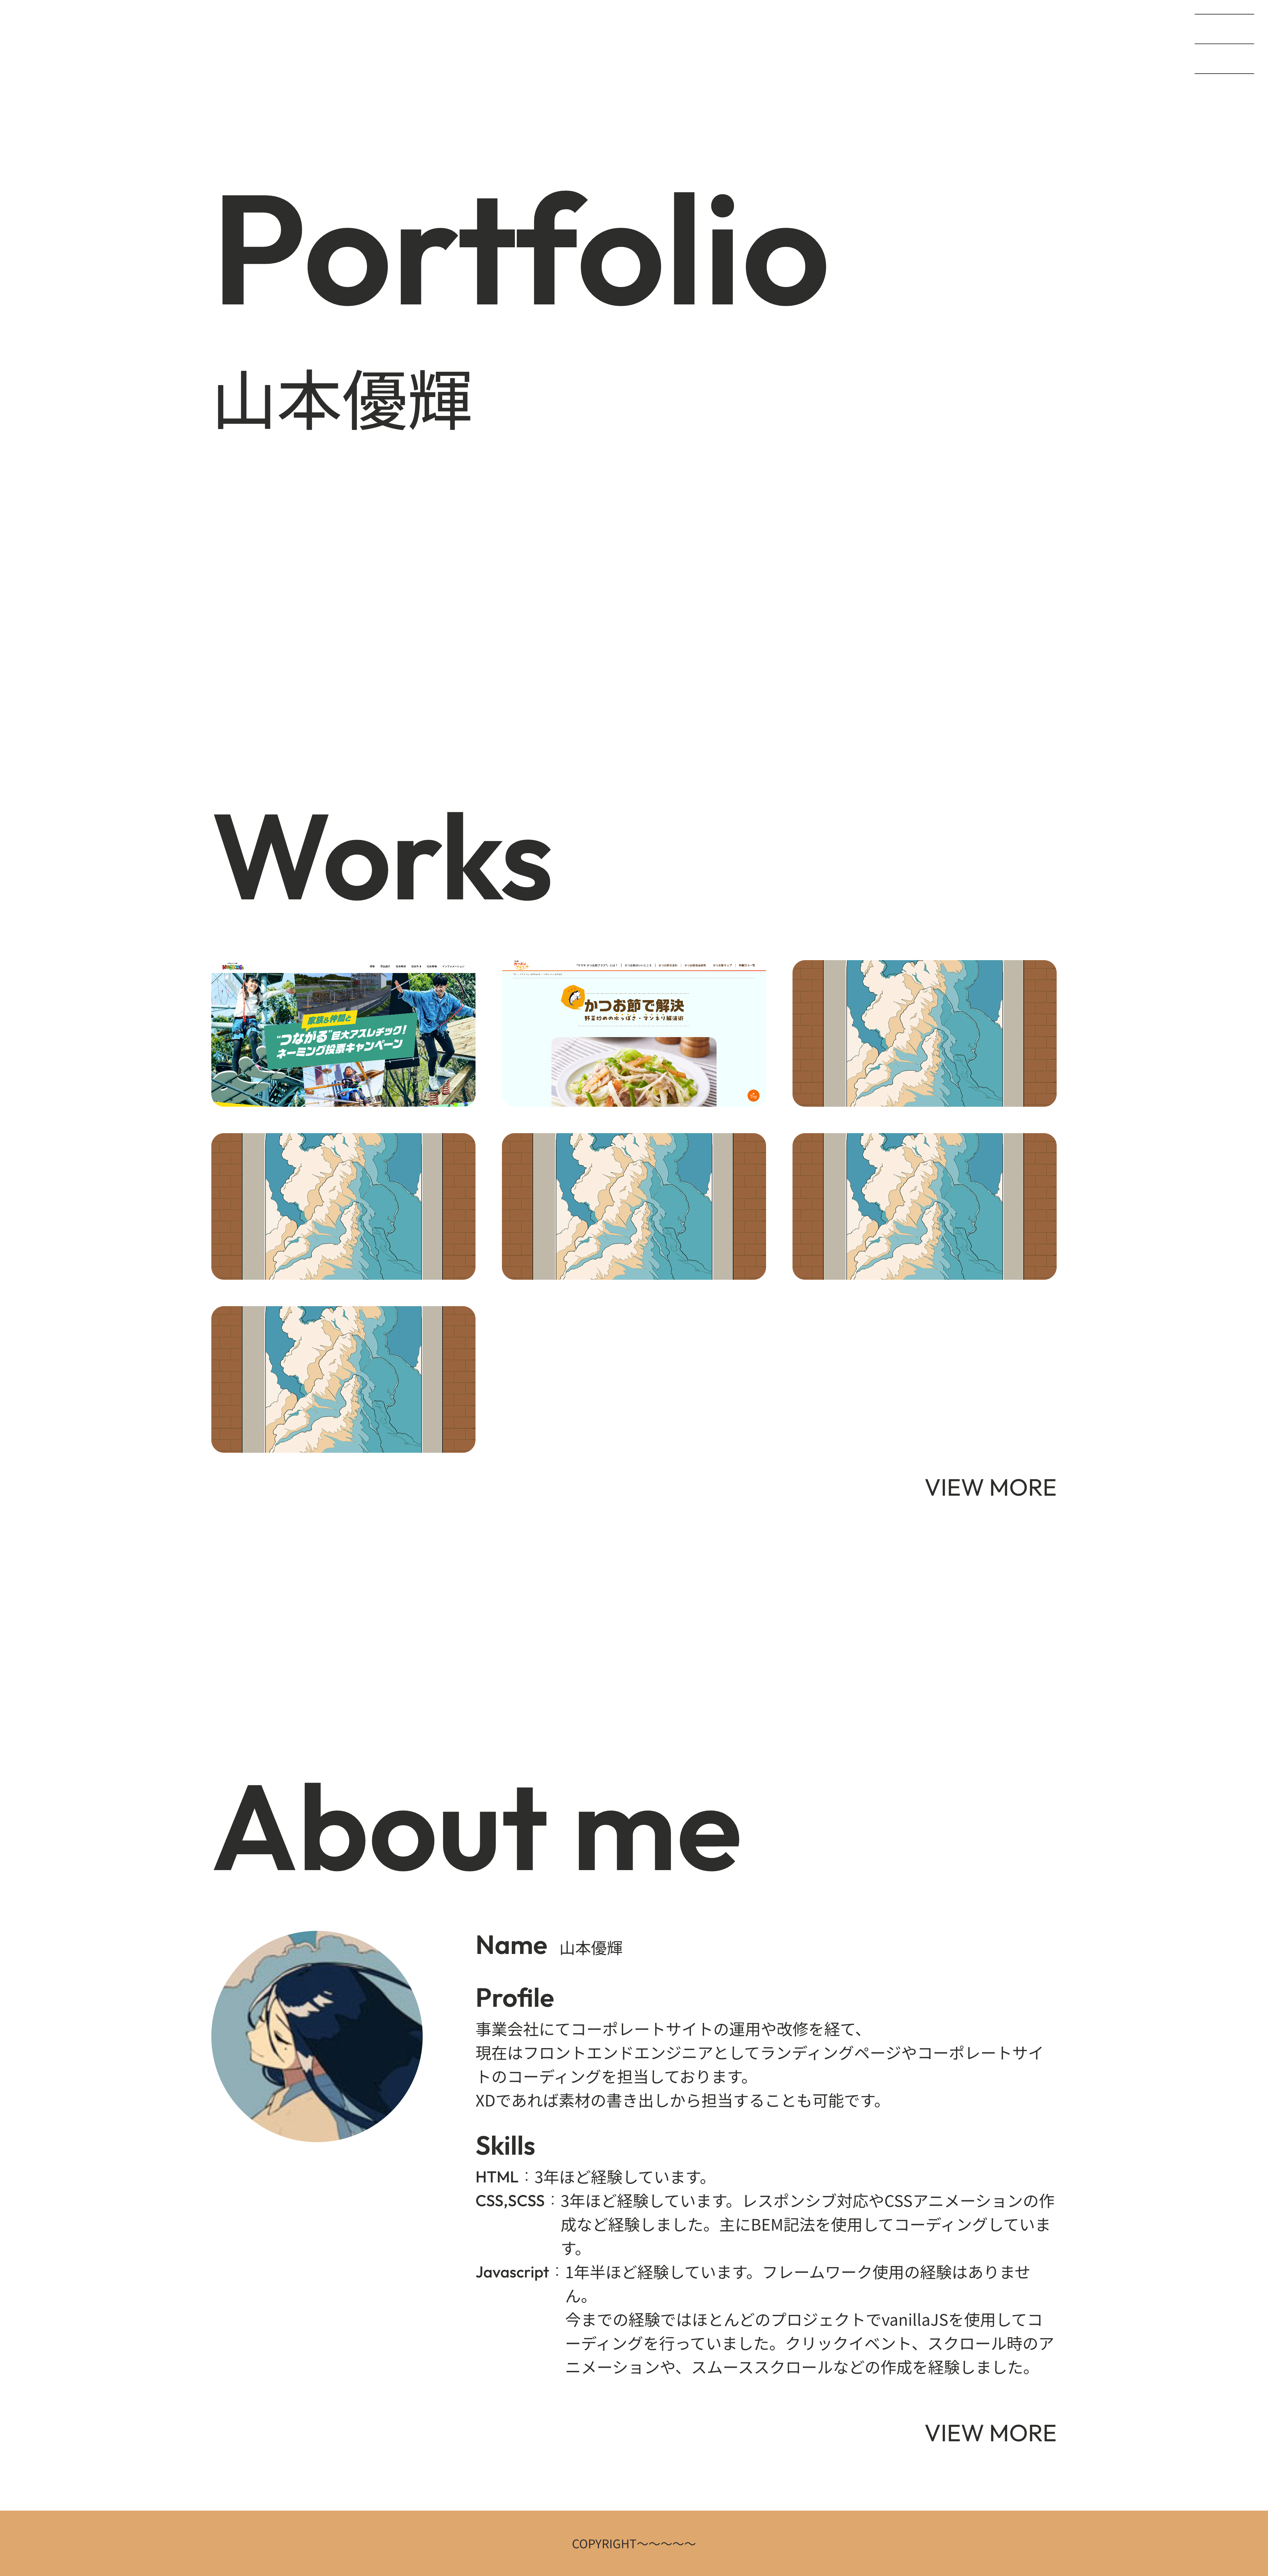 Portfolio
山本優輝
Works
家族&仲間と
"つながる"巨大アスレチック!
ネーミング投票キャンペーン
かつお節で解決
野菜炒めの水っぽさ・マンネリ解消術
VIEW MORE
About me
Name 山本優輝
Profile
事業会社にてコーポレートサイトの運用や改修を経て、
現在はフロントエンドエンジニアとしてランディングページやコーポレートサイ
トのコーディングを担当しております。
XDであれば素材の書き出しから担当することも可能です。
Skills
HTML：3年ほど経験しています。
CSS,SCSS：3年ほど経験しています。レスポンシブ対応やCSSアニメーションの作
成など経験しました。主にBEM記法を使用してコーディングしていま
す。
Javascript：1年半ほど経験しています。フレームワーク使用の経験はありませ
ん。
今までの経験ではほとんどのプロジェクトでvanillaJSを使用してコ
ーディングを行っていました。クリックイベント、スクロール時のア
ニメーションや、スムーススクロールなどの作成を経験しました。
VIEW MORE
COPYRIGHT〜〜〜〜〜